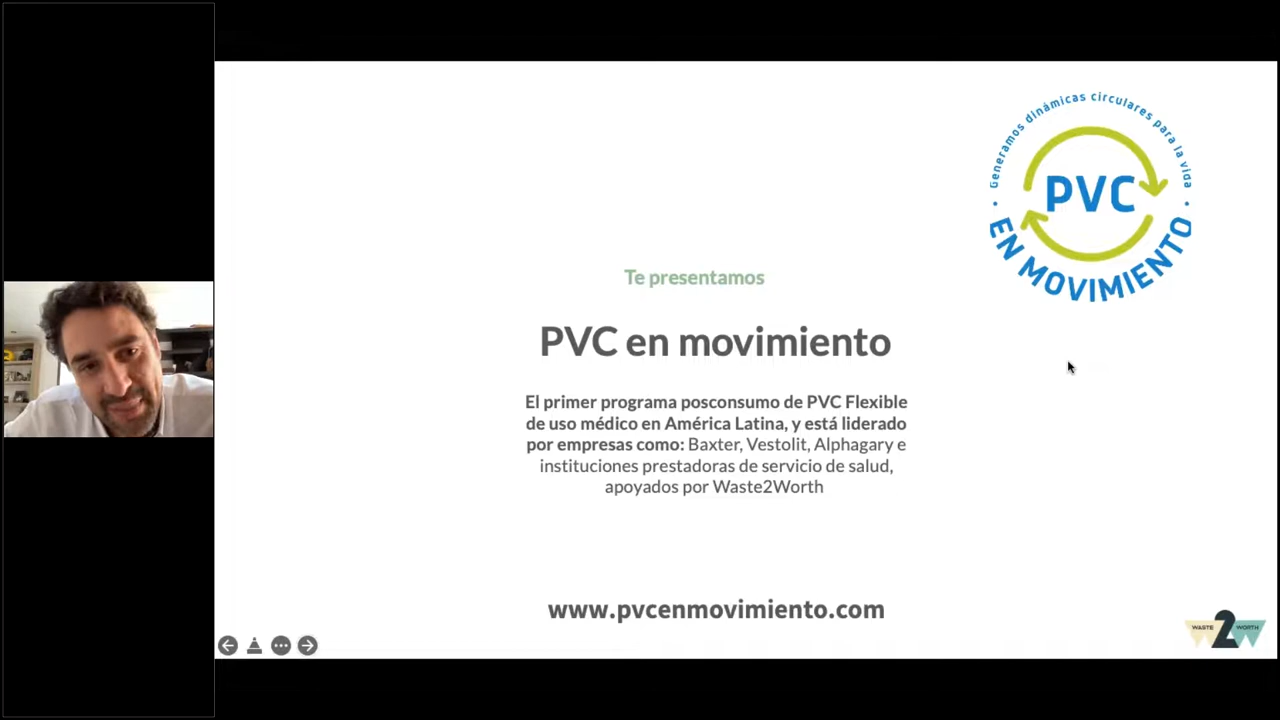 Generamos dinámicas circulares para la vida
PVC
EN MOVIMIENTO
Te presentamos
PVC en movimiento
El primer programa posconsumo de PVC Flexible
de uso médico en América Latina, y está liderado
por empresas como: Baxter, Vestolit, Alphagary e
instituciones prestadoras de servicio de salud,
apoyados por Waste2Worth
www.pvcenmovimiento.com
WASTE 2 WORTH